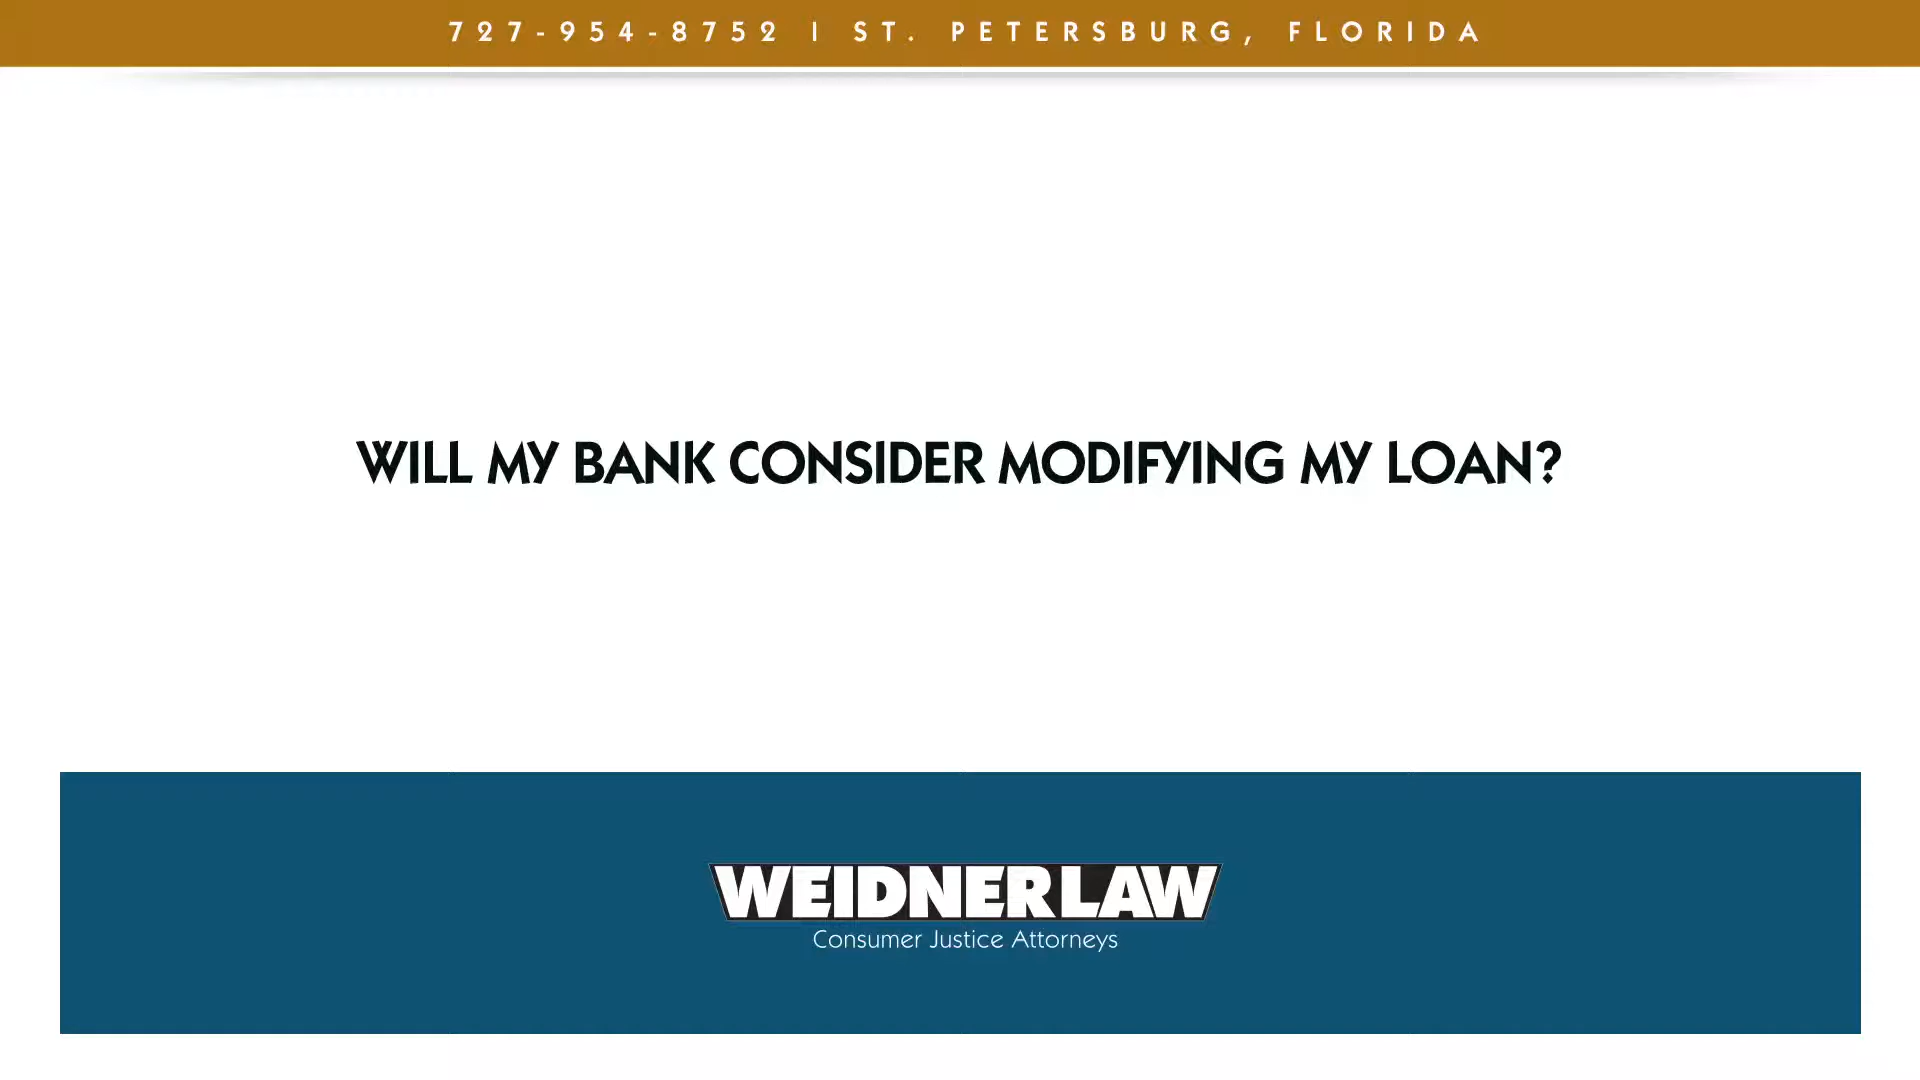 727-954-8752 | ST. PETERSBURG, FLORIDA
WILL MY BANK CONSIDER MODIFYING MY LOAN?
WEIDNERLAW
Consumer Justice Attorneys